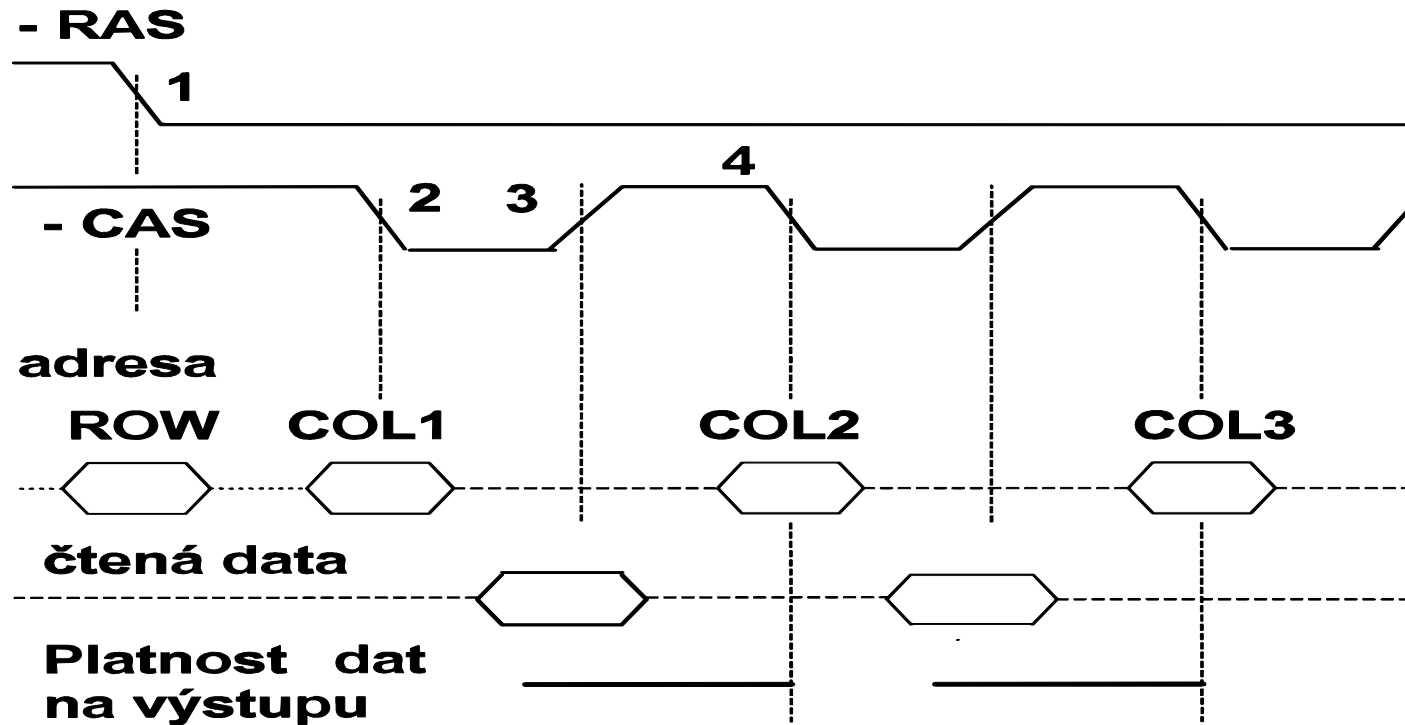 - RAS
1
4
2 3
- CAS
adresa
ROW COL1 COL2 COL3
čtená data
Platnost dat
na výstupu